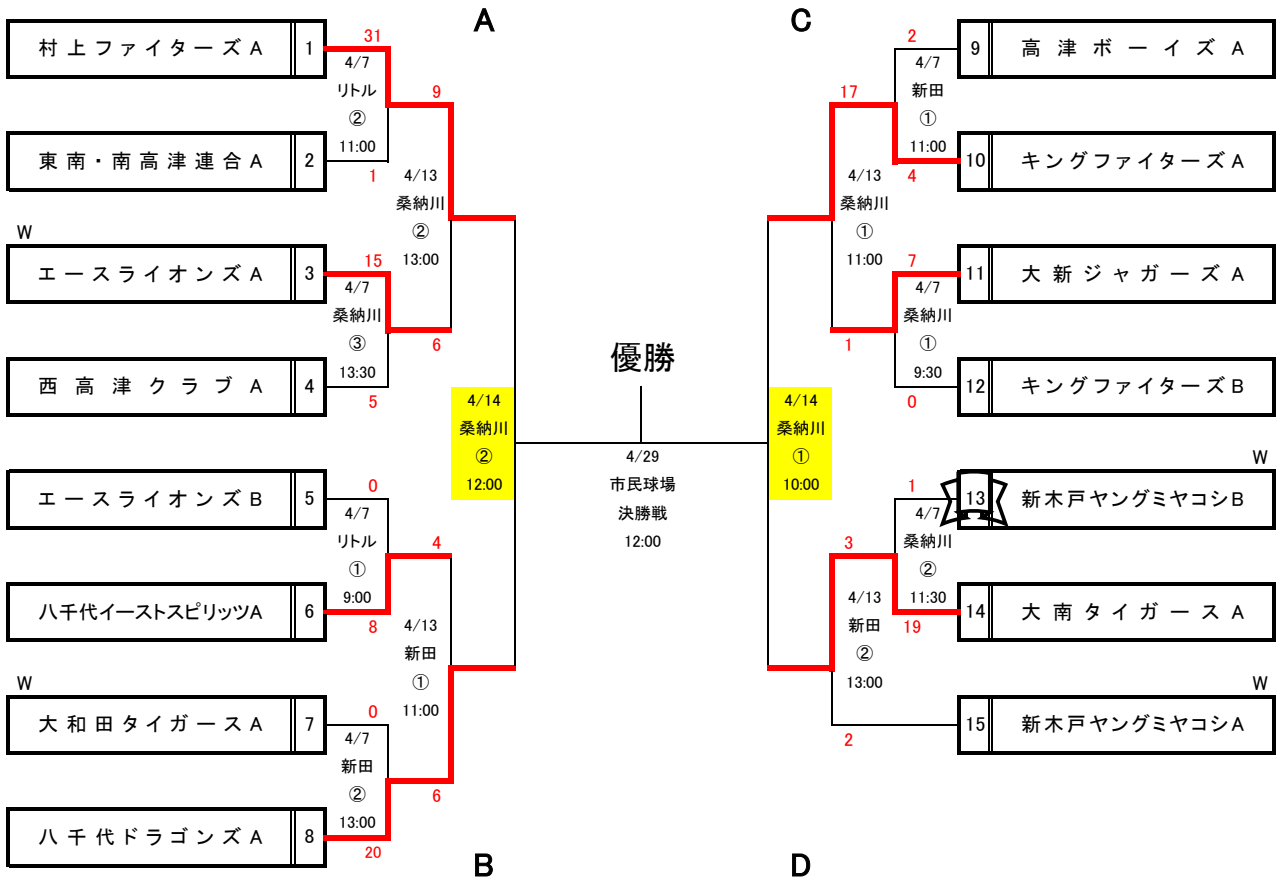 A
C
31
村上ファイターズA 1
4/7
リトル
②
11:00
東南・南高津連合A 2
1
9
4/13
桑納川
②
13:00
W
エースライオンズA 3
15
4/7
桑納川
③
13:30
西高津クラブA 4
5
6
4/14
桑納川
②
12:00
エースライオンズB 5
0
4/7
リトル
①
9:00
八千代イーストスピリッツA 6
8
4
4/13
新田
①
11:00
W
大和田タイガースA 7
0
4/7
新田
②
13:00
八千代ドラゴンズA 8
20
6
B
優勝
4/29
市民球場
決勝戦
12:00
2
9 高津ボーイズA
4/7
新田
①
11:00
10 キングファイターズA
4
17
4/13
桑納川
①
11:00
7
11 大新ジャガーズA
4/7
桑納川
①
9:30
12 キングファイターズB
0
1
4/14
桑納川
①
10:00
W
1
13 新木戸ヤングミヤコシB
4/7
桑納川
②
11:30
14 大南タイガースA
19
3
4/13
新田
②
13:00
W
15 新木戸ヤングミヤコシA
2
D